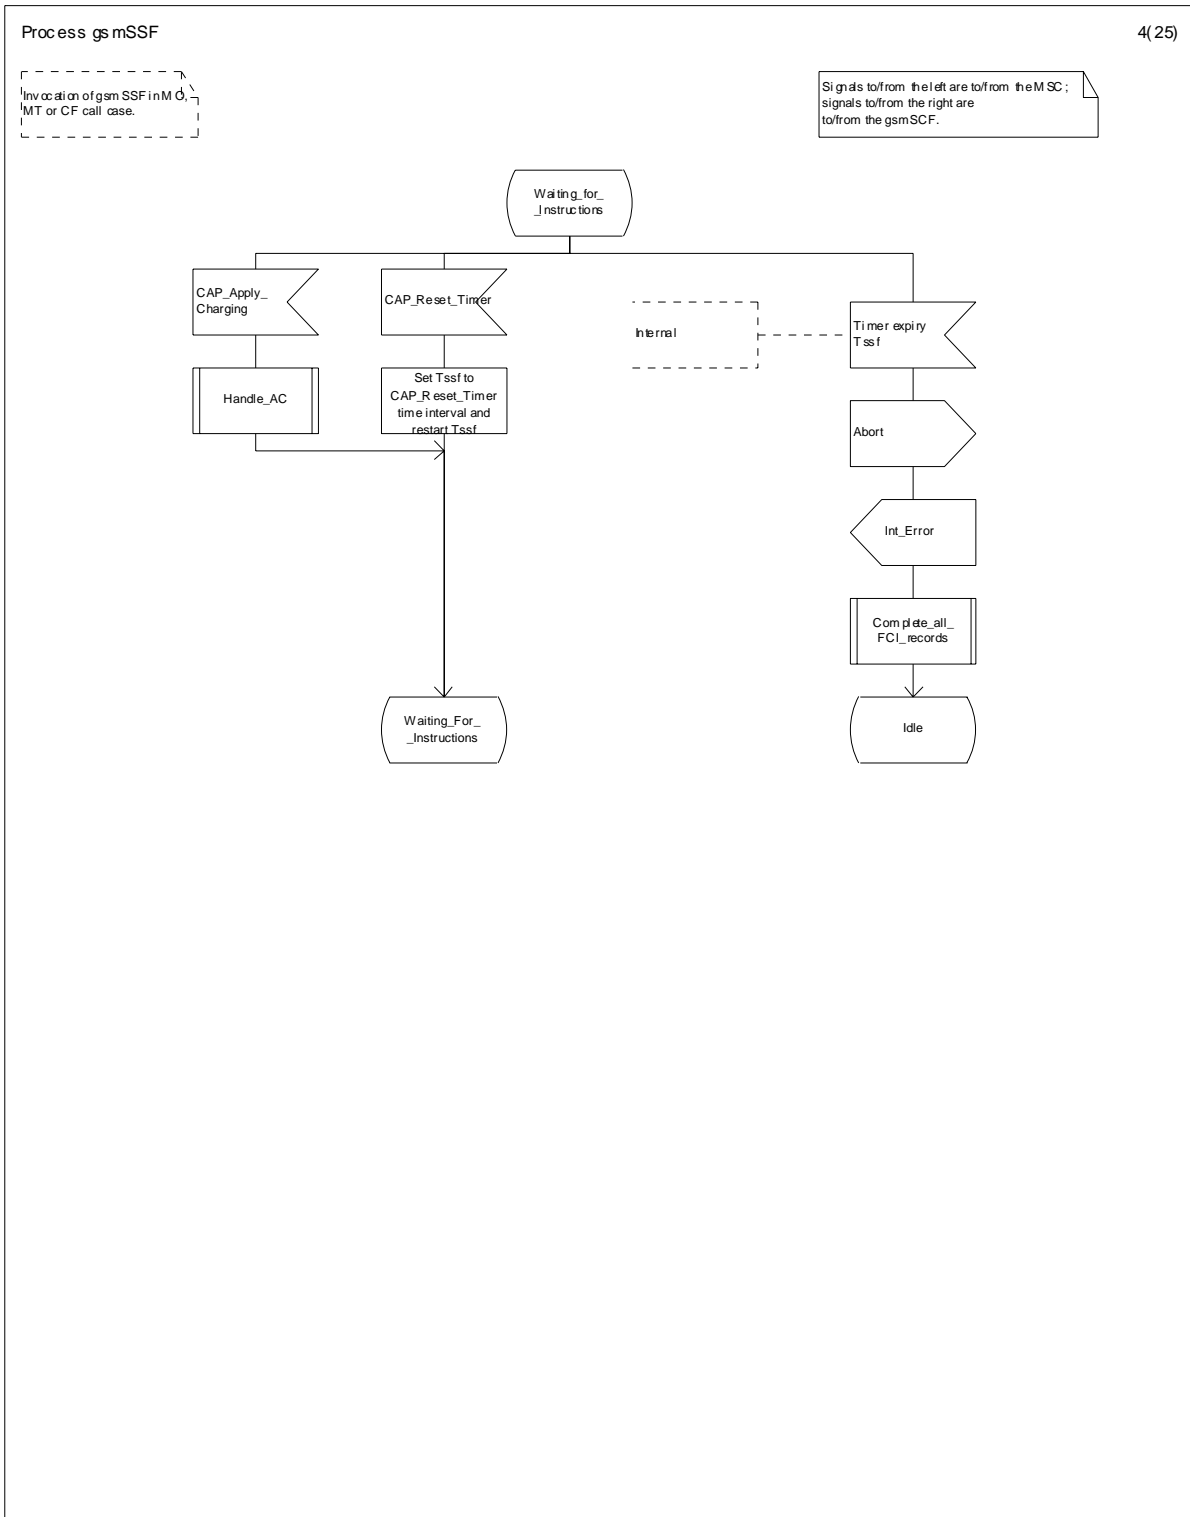 Process gsmSSF
4(25)
Invocation of gsmSSF in MO,
MT or CF call case.
Signals to/from the left are to/from the MSC;
signals to/from the right are
to/from the gsmSCF.
Waiting_for_
_Instructions
CAP_Apply_
Charging
CAP_Reset_Timer
Internal
Timer expiry
Tssf
Handle_AC
Set Tssf to
CAP_Reset_Timer
time interval and
restart Tssf
Abort
Int_Error
Complete_all_
FCI_records
Waiting_For_
_Instructions
Idle